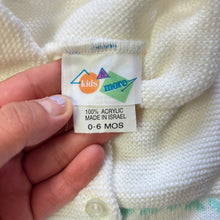 kids
more
100% ACRYLIC
MADE IN ISRAEL
0-6 MOS